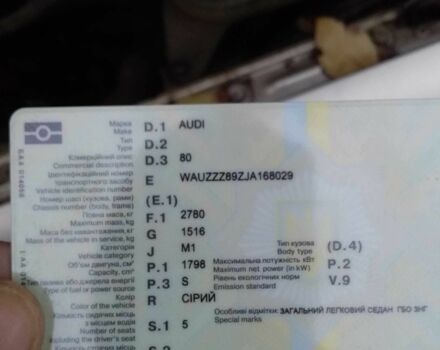 Марка D.1 AUDI
Make
Тип D.2
Type
Комерційний опис D.3 80
Commercial description
Ідентифікаційний номер
транспортного засобу E WAUZZZ89ZJA168029
Vehicle identification number
Номер шасі (кузова, рами) (E.1)
Chassis number (body, frame)
Повна маса, кг F.1 2780
Maximum mass, kg
Маса без навантаження, кг G 1516
Mass of the vehicle in service, kg
Категорія J M1 Тип кузова (D.4)
Vehicle category Body type
Об'єм двигуна, см³ P.1 1798 Максимальна потужність кВт P.2
Capacity, cm³ Maximum net power (in kW)
Тип палива або джерела енергії P.3 S Рівень екологічних норм V.9
Type of fuel or power source Emission standard
Колір R СІРИЙ
Color of the vehicle Особливі відмітки: ЗАГАЛЬНИЙ ЛЕГКОВИЙ СЕДАН ГБО ЗНГ
Кількість сидячих місць Special marks
з місцем водія S.1 5
Number of seats
including the driver's seat
Кількість стоячих місць S.2